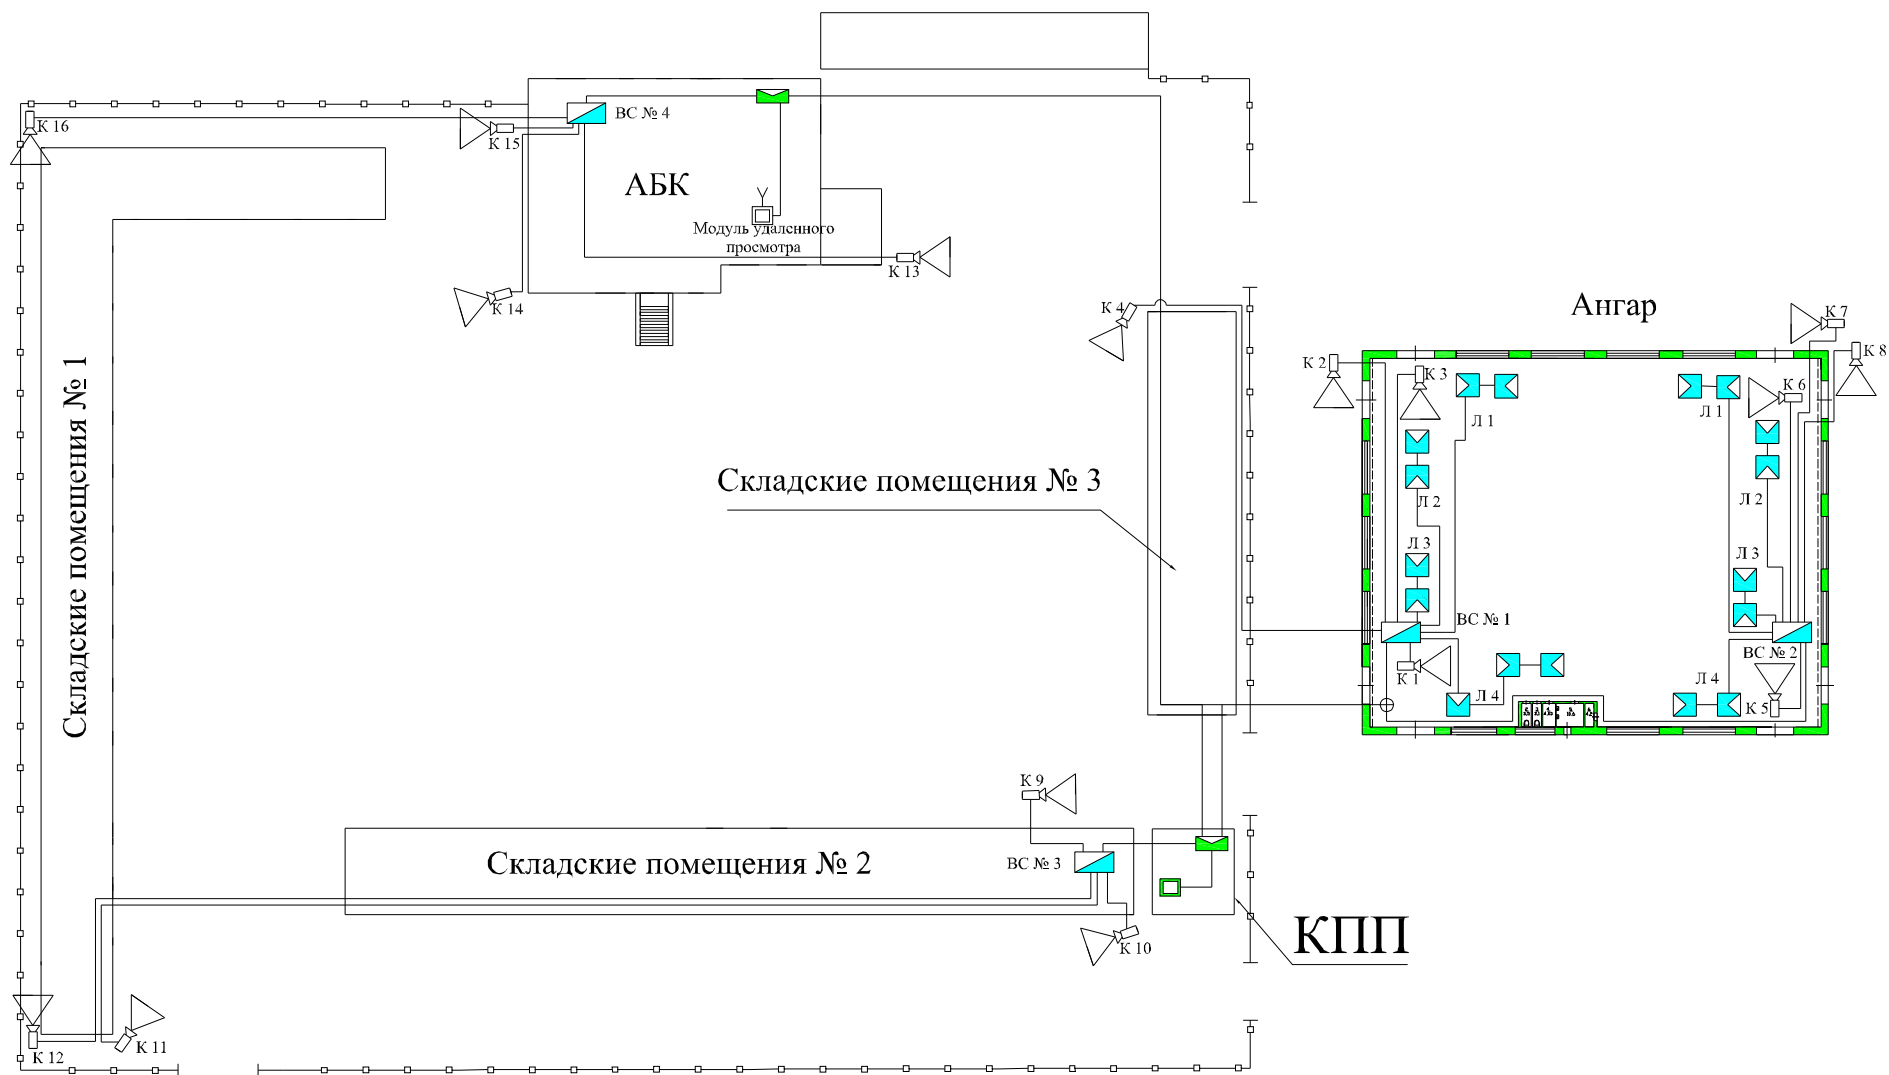 К 16
К 15
ВС № 4
АБК
Модуль удаленного
просмотра
К 13
К 14
К 4
Ангар
К 7
К 8
К 2
К 3
К 6
Л 1
Л 1
Складские помещения № 1
Складские помещения № 3
Л 2
Л 2
Л 3
Л 3
ВС № 1
ВС № 2
К 1
Л 4
Л 4
К 5
К 9
Складские помещения № 2
ВС № 3
КПП
К 10
К 12
К 11